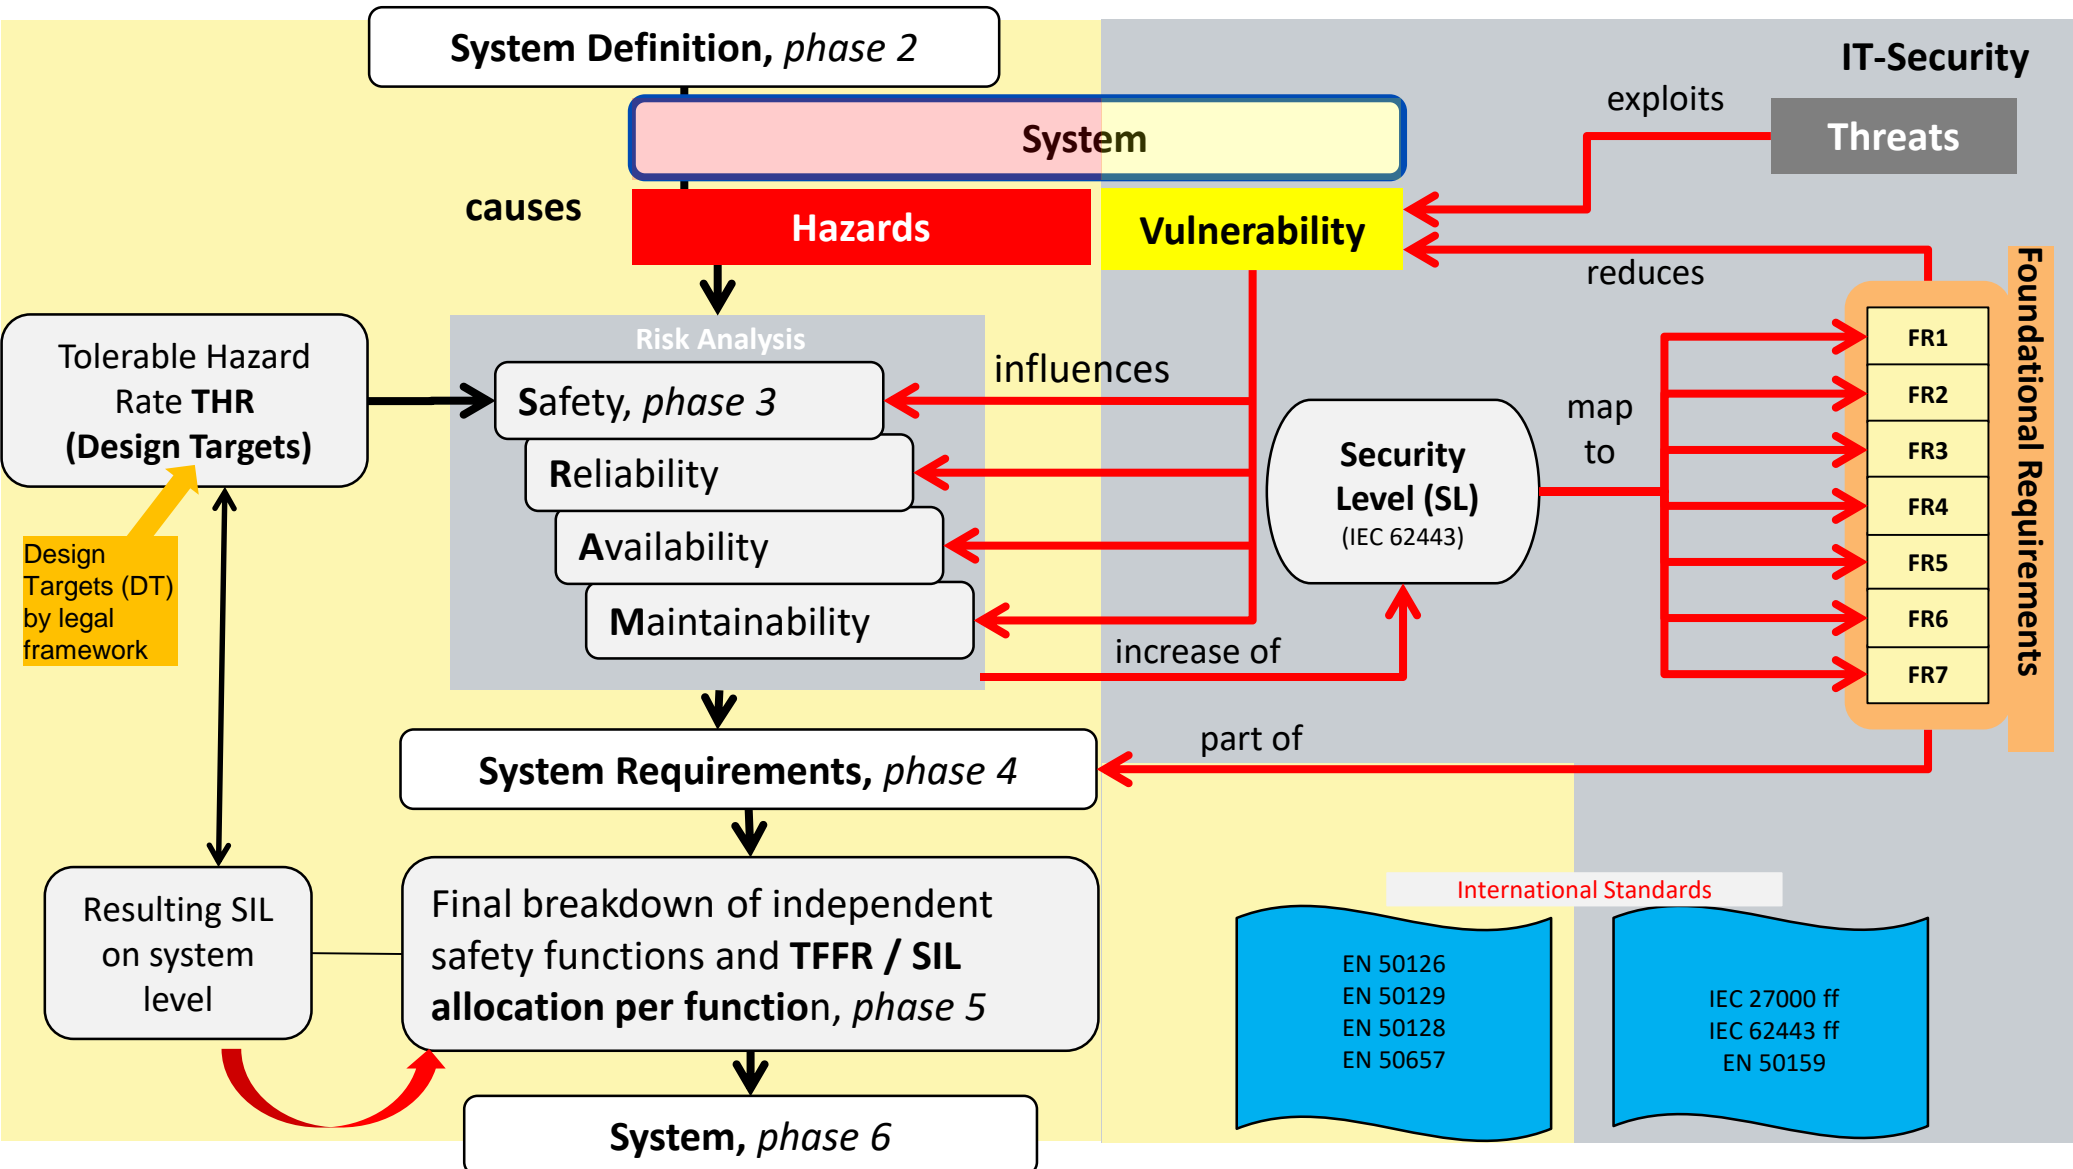 System Definition, phase 2
IT-Security
exploits
Threats
System
causes
Hazards
Vulnerability
reduces
Foundational Requirements
Risk Analysis
Tolerable Hazard
Rate THR
(Design Targets)
Safety, phase 3
influences
Reliability
Availability
Maintainability
Design
Targets (DT)
by legal
framework
Security
Level (SL)
(IEC 62443)
map
to
FR1
FR2
FR3
FR4
FR5
FR6
FR7
increase of
part of
System Requirements, phase 4
Resulting SIL
on system
level
Final breakdown of independent
safety functions and TFFR / SIL
allocation per function, phase 5
System, phase 6
International Standards
EN 50126
EN 50129
EN 50128
EN 50657
IEC 27000 ff
IEC 62443 ff
EN 50159